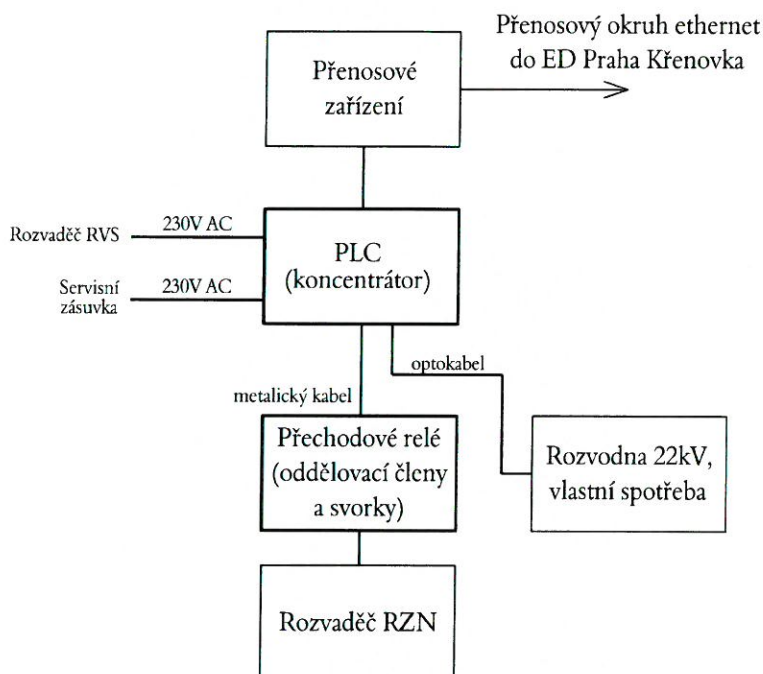 Přenosový okruh ethernet
do ED Praha Křenovka
Přenosové
zařízení
Rozvaděč RVS
230V AC
PLC
(koncentrátor)
Servisní
zásuvka
230V AC
optokabel
metalický kabel
Přechodové relé
(oddělovací členy
a svorky)
Rozvodna 22kV,
vlastní spotřeba
Rozvaděč RZN